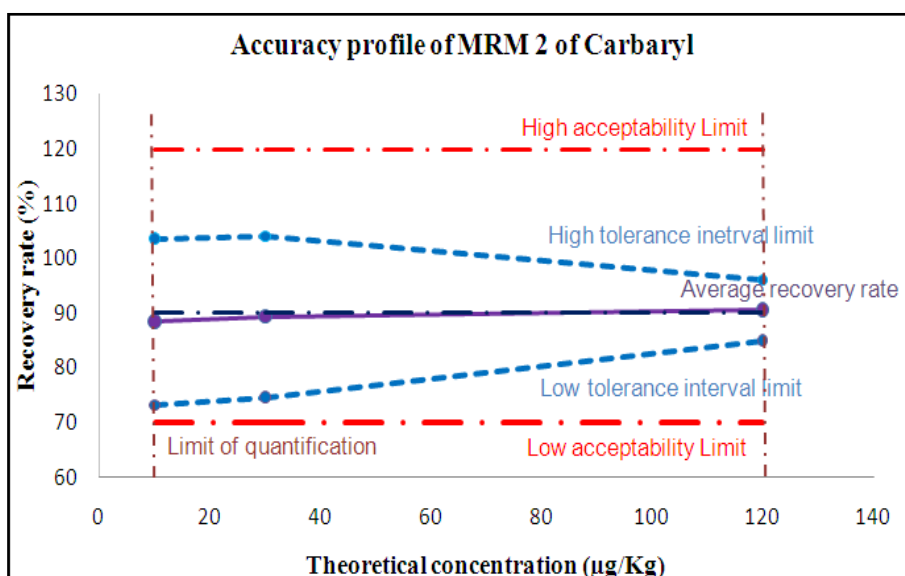 Accuracy profile of MRM 2 of Carbaryl
130
120
110
100
90
80
70
60
Recovery rate (%)
High acceptability Limit
High tolerance inetrval limit
Average recovery rate
Low tolerance interval limit
Limit of quantification
Low acceptability Limit
0 20 40 60 80 100 120 140
Theoretical concentration (µg/Kg)